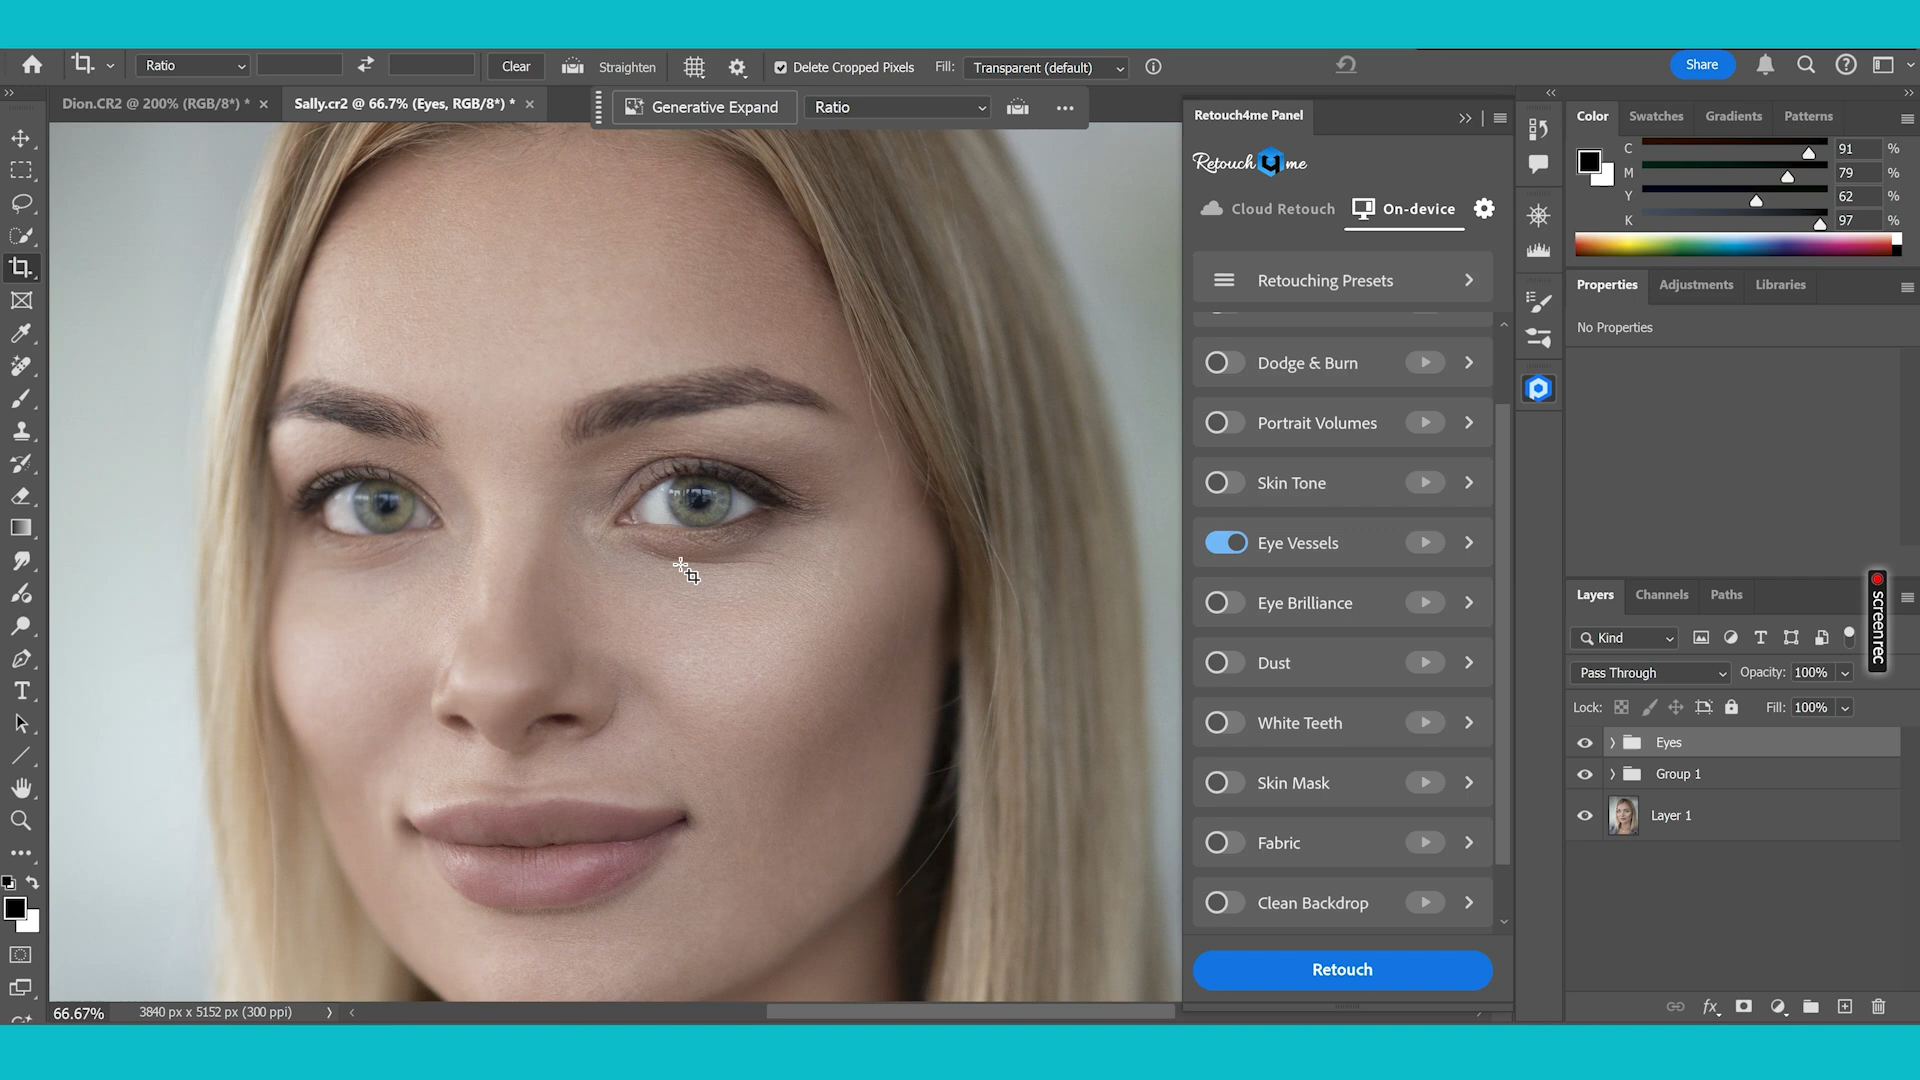 Ratio
Clear
Straighten
Delete Cropped Pixels
Fill:
Transparent (default)
Share
Dion.CR2 @ 200% (RGB/8*) *
Sally.cr2 @ 66.7% (Eyes, RGB/8*) *
Generative Expand
Ratio
Retouch4me Panel
Retouch4me
Cloud Retouch
On-device
Retouching Presets
Dodge & Burn
Portrait Volumes
Skin Tone
Eye Vessels
Eye Brilliance
Dust
White Teeth
Skin Mask
Fabric
Clean Backdrop
Retouch
Color
Swatches
Gradients
Patterns
C 91 %
M 79 %
Y 62 %
K 97 %
Properties
Adjustments
Libraries
No Properties
Layers
Channels
Paths
screenrec
Kind
Pass Through
Opacity: 100%
Lock:
Fill: 100%
Eyes
Group 1
Layer 1
fx
66.67%
3840 px x 5152 px (300 ppi)